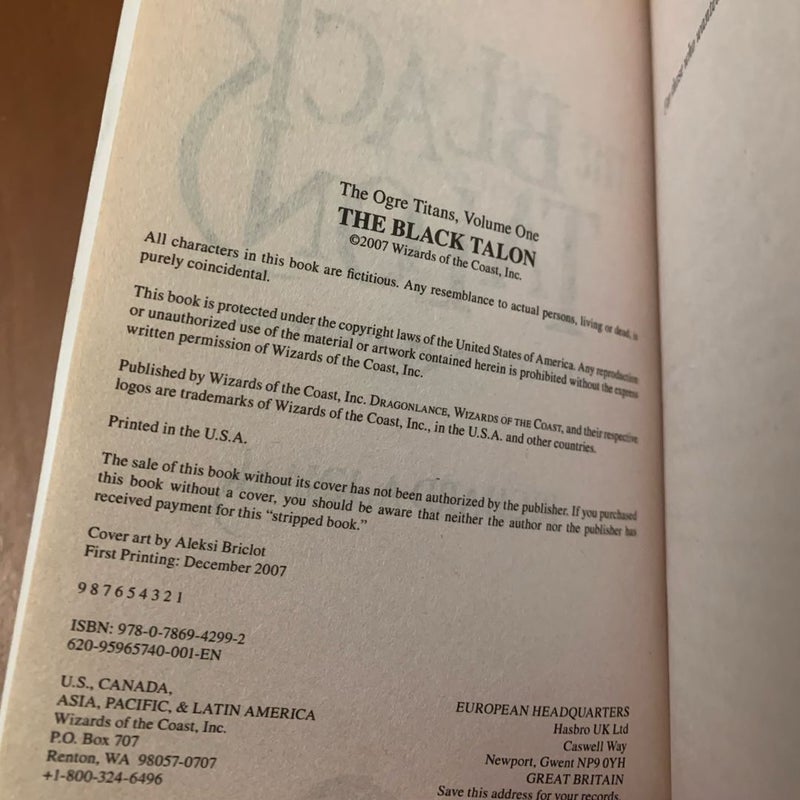 The Ogre Titans, Volume One
THE BLACK TALON
©2007 Wizards of the Coast, Inc.
All characters in this book are fictitious. Any resemblance to actual persons, living or dead, is
purely coincidental.
This book is protected under the copyright laws of the United States of America. Any reproduction
or unauthorized use of the material or artwork contained herein is prohibited without the express
written permission of Wizards of the Coast, Inc.
Published by Wizards of the Coast, Inc. DRAGONLANCE, WIZARDS OF THE COAST, and their respective
logos are trademarks of Wizards of the Coast, Inc., in the U.S.A. and other countries.
Printed in the U.S.A.
The sale of this book without its cover has not been authorized by the publisher. If you purchased
this book without a cover, you should be aware that neither the author nor the publisher has
received payment for this “stripped book.”
Cover art by Aleksi Briclot
First Printing: December 2007
9 8 7 6 5 4 3 2 1
ISBN: 978-0-7869-4299-2
620-95965740-001-EN
U.S., CANADA,
ASIA, PACIFIC, & LATIN AMERICA
Wizards of the Coast, Inc.
P.O. Box 707
Renton, WA 98057-0707
+1-800-324-6496
EUROPEAN HEADQUARTERS
Hasbro UK Ltd
Caswell Way
Newport, Gwent NP9 0YH
GREAT BRITAIN
Save this address for your records.